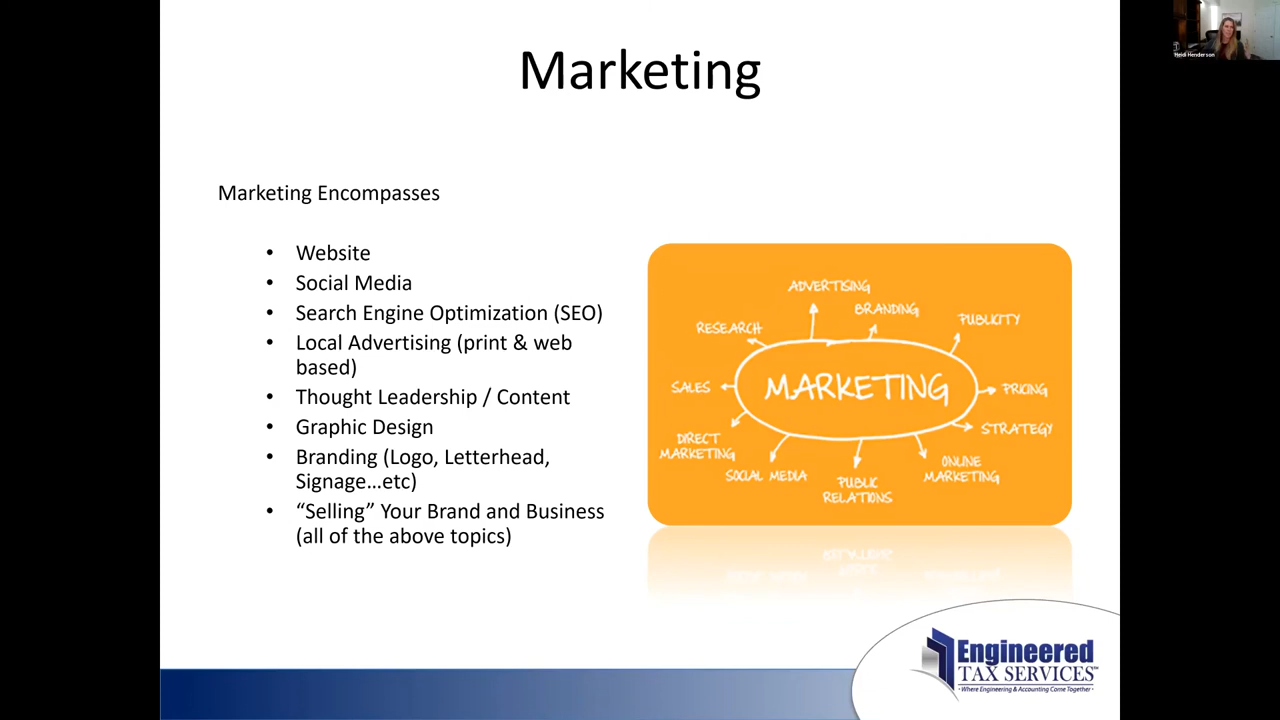 Marketing
Heidi Henderson
Marketing Encompasses
• Website
• Social Media
• Search Engine Optimization (SEO)
• Local Advertising (print & web
based)
• Thought Leadership / Content
• Graphic Design
• Branding (Logo, Letterhead,
Signage…etc)
• “Selling” Your Brand and Business
(all of the above topics)
ADVERTISING
BRANDING
PUBLICITY
RESEARCH
SALES
MARKETING
PRICING
STRATEGY
DIRECT
MARKETING
SOCIAL MEDIA
PUBLIC
RELATIONS
ONLINE
MARKETING
Engineered
TAX SERVICES™
• Where Engineering & Accounting Come Together •